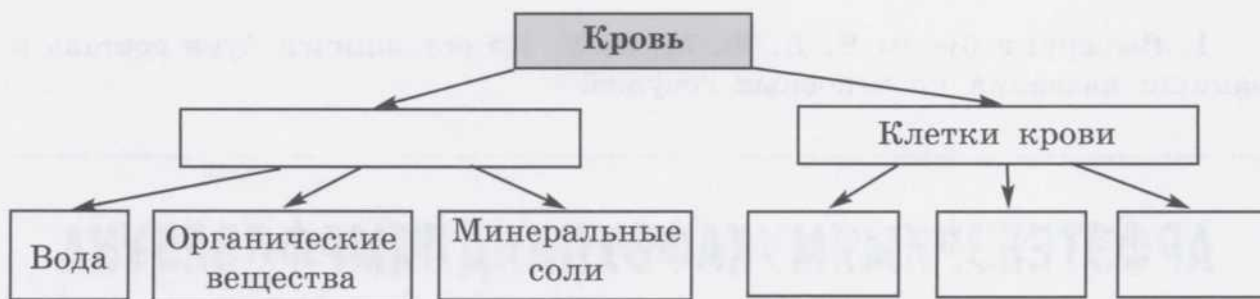 Кровь
Клетки крови
Вода
Органические
вещества
Минеральные
соли